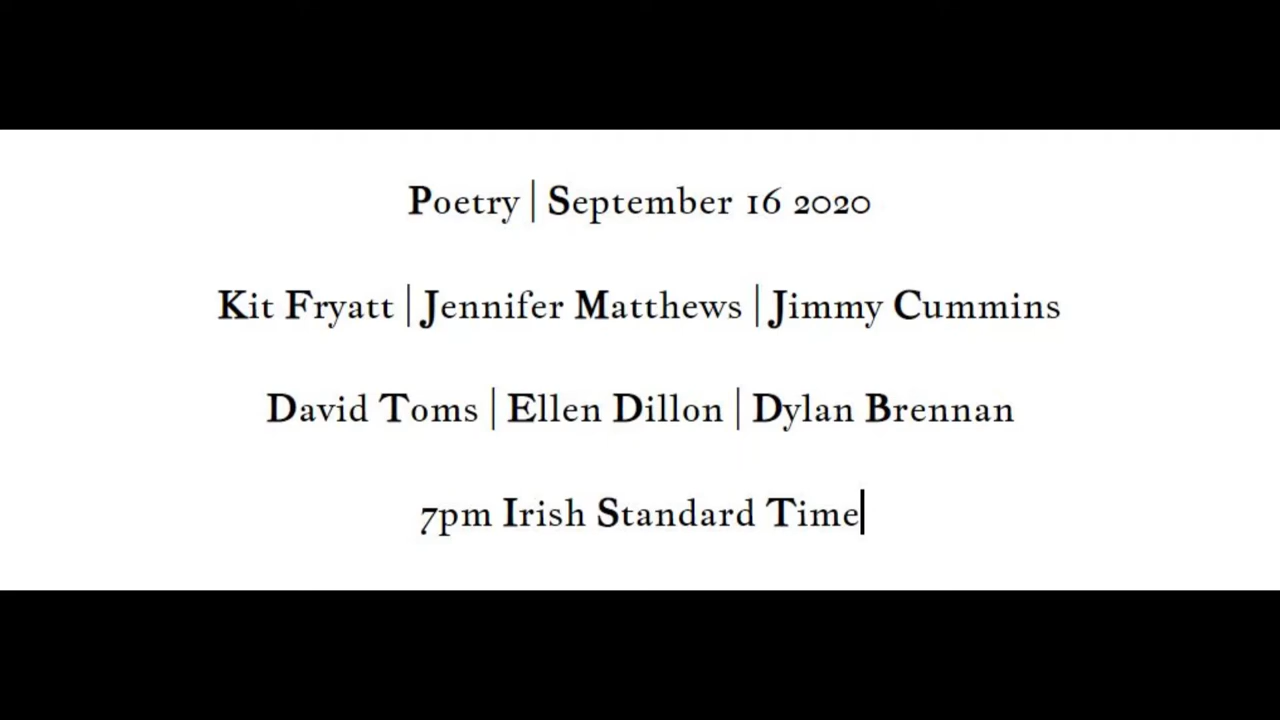 Poetry | September 16 2020
Kit Fryatt | Jennifer Matthews | Jimmy Cummins
David Toms | Ellen Dillon | Dylan Brennan
7pm Irish Standard Time